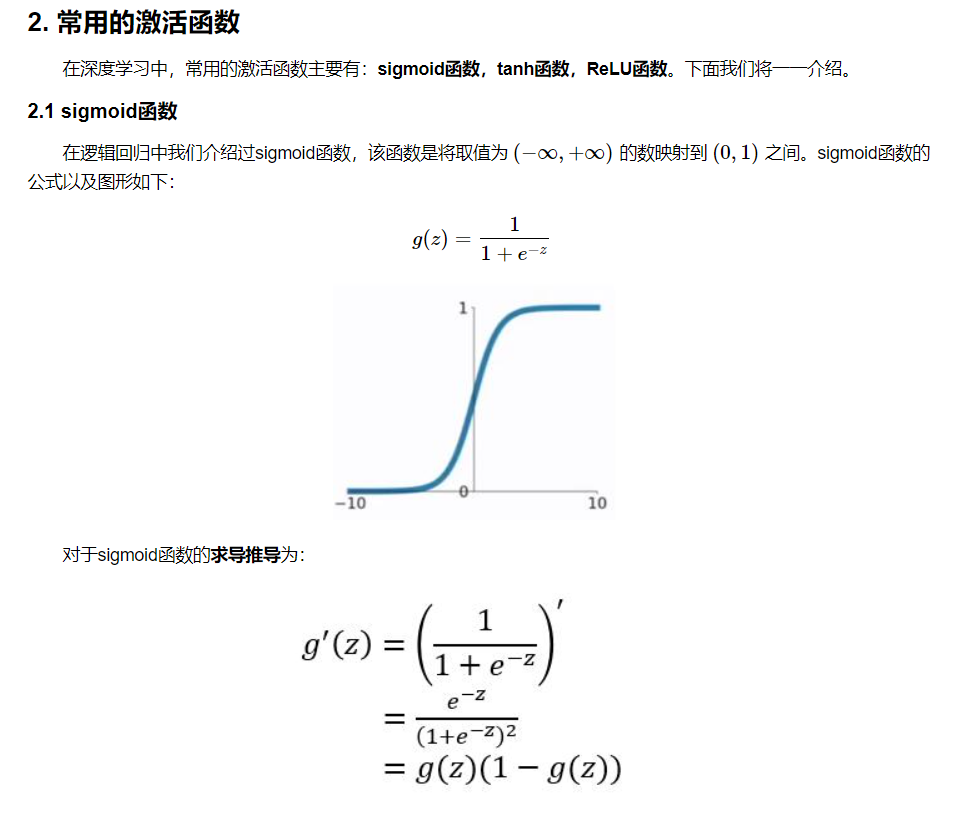 2. 常用的激活函数
在深度学习中，常用的激活函数主要有：sigmoid函数，tanh函数，ReLU函数。下面我们将一一介绍。
2.1 sigmoid函数
在逻辑回归中我们介绍过sigmoid函数，该函数是将取值为 (−∞, +∞) 的数映射到 (0, 1) 之间。sigmoid函数的
公式以及图形如下：
g(z) = 1 / (1 + e^{−z})
1
0
−10
10
对于sigmoid函数的求导推导为：
g′(z) = (1 / (1 + e^{−z}))′
= e^{−z} / (1+e^{−z})^2
= g(z)(1 − g(z))